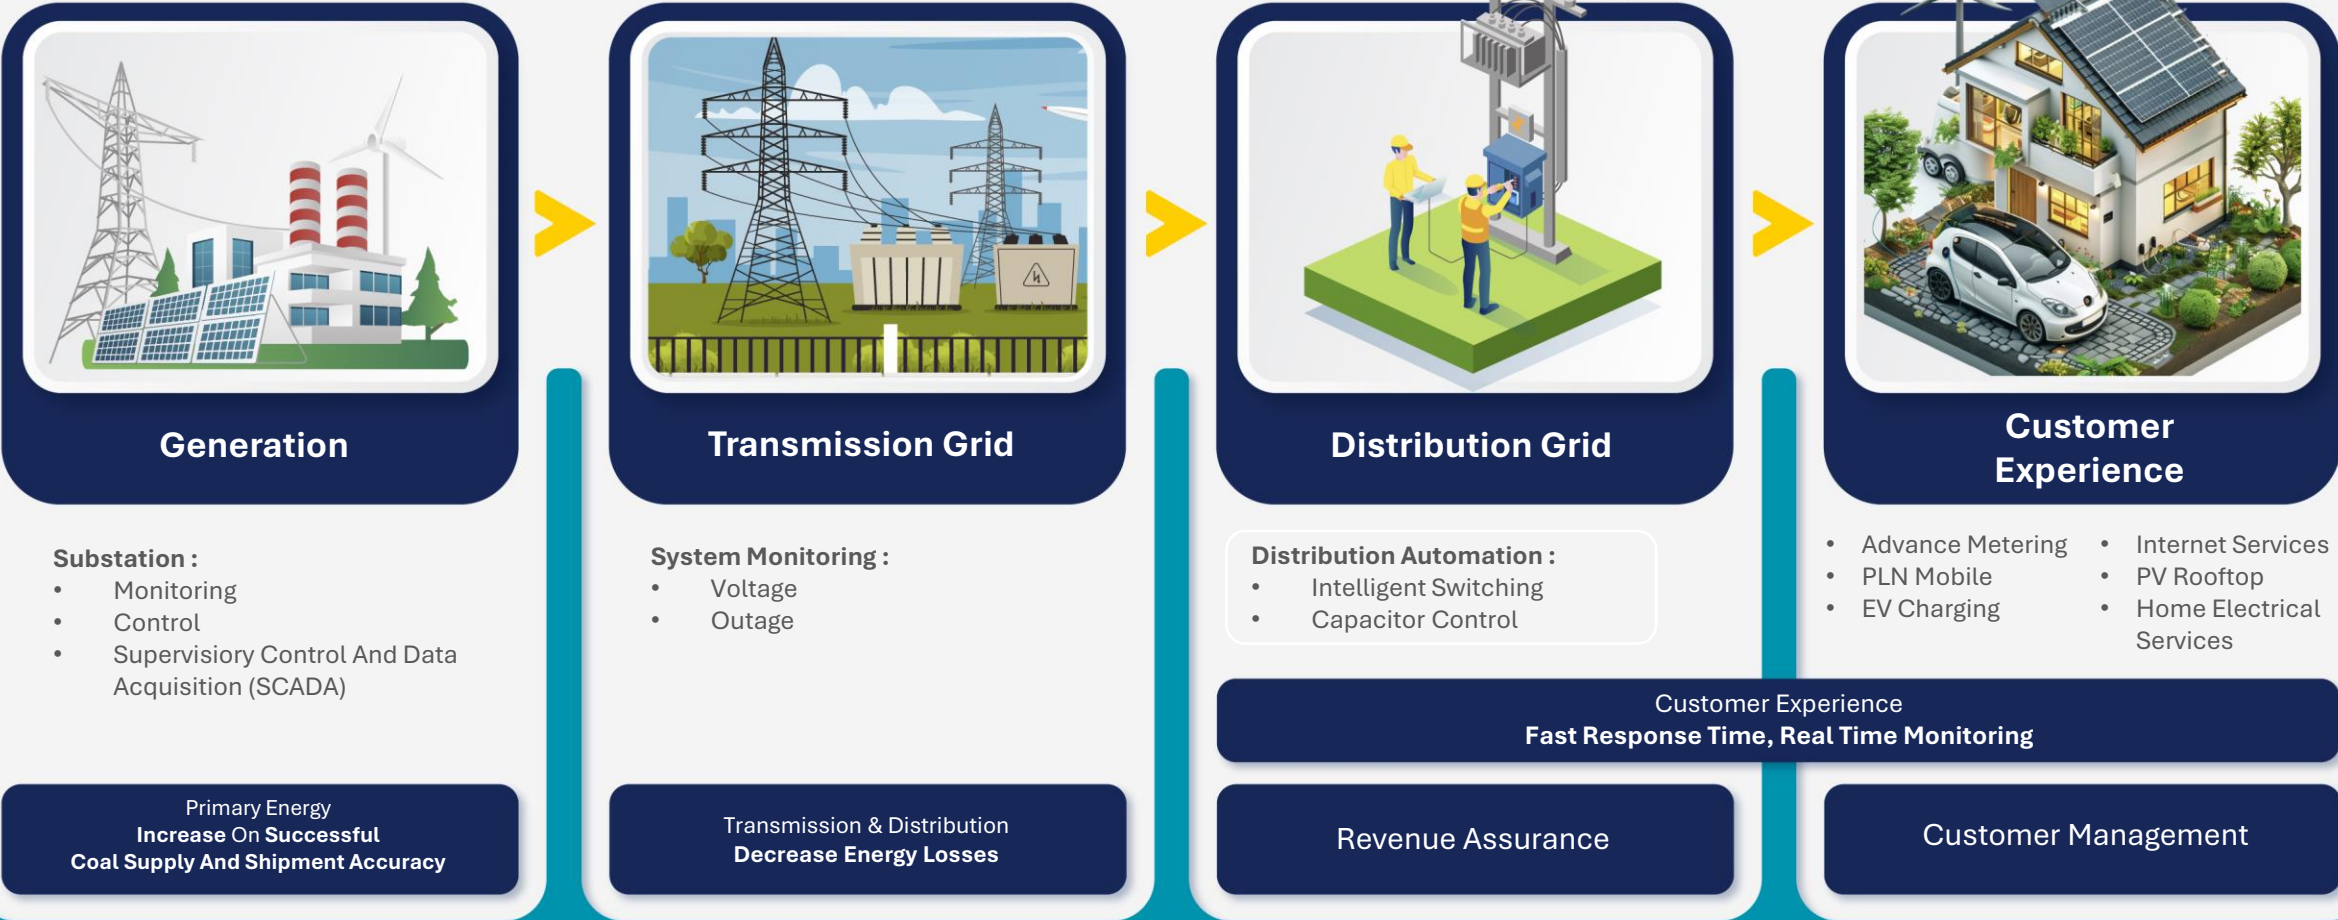 Generation
Substation :
• Monitoring
• Control
• Supervisiory Control And Data
Acquisition (SCADA)
Primary Energy
Increase On Successful
Coal Supply And Shipment Accuracy
Transmission Grid
System Monitoring :
• Voltage
• Outage
Transmission & Distribution
Decrease Energy Losses
Distribution Grid
Distribution Automation :
• Intelligent Switching
• Capacitor Control
Customer
Experience
• Advance Metering
• PLN Mobile
• EV Charging
• Internet Services
• PV Rooftop
• Home Electrical
Services
Customer Experience
Fast Response Time, Real Time Monitoring
Revenue Assurance
Customer Management